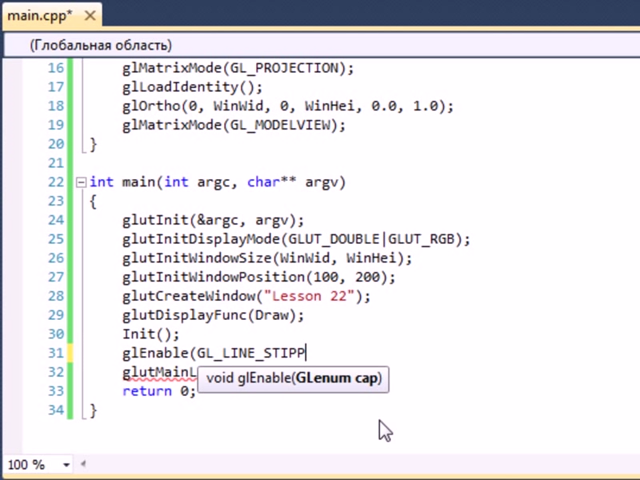 main.cpp*
(Глобальная область)
16 glMatrixMode(GL_PROJECTION);
17 glLoadIdentity();
18 glOrtho(0, WinWid, 0, WinHei, 0.0, 1.0);
19 glMatrixMode(GL_MODELVIEW);
20 }
21
22 int main(int argc, char** argv)
23 {
24 glutInit(&argc, argv);
25 glutInitDisplayMode(GLUT_DOUBLE|GLUT_RGB);
26 glutInitWindowSize(WinWid, WinHei);
27 glutInitWindowPosition(100, 200);
28 glutCreateWindow("Lesson 22");
29 glutDisplayFunc(Draw);
30 Init();
31 glEnable(GL_LINE_STIPP
32 glutMainL
void glEnable(GLenum cap)
33 return 0;
34 }
100 %